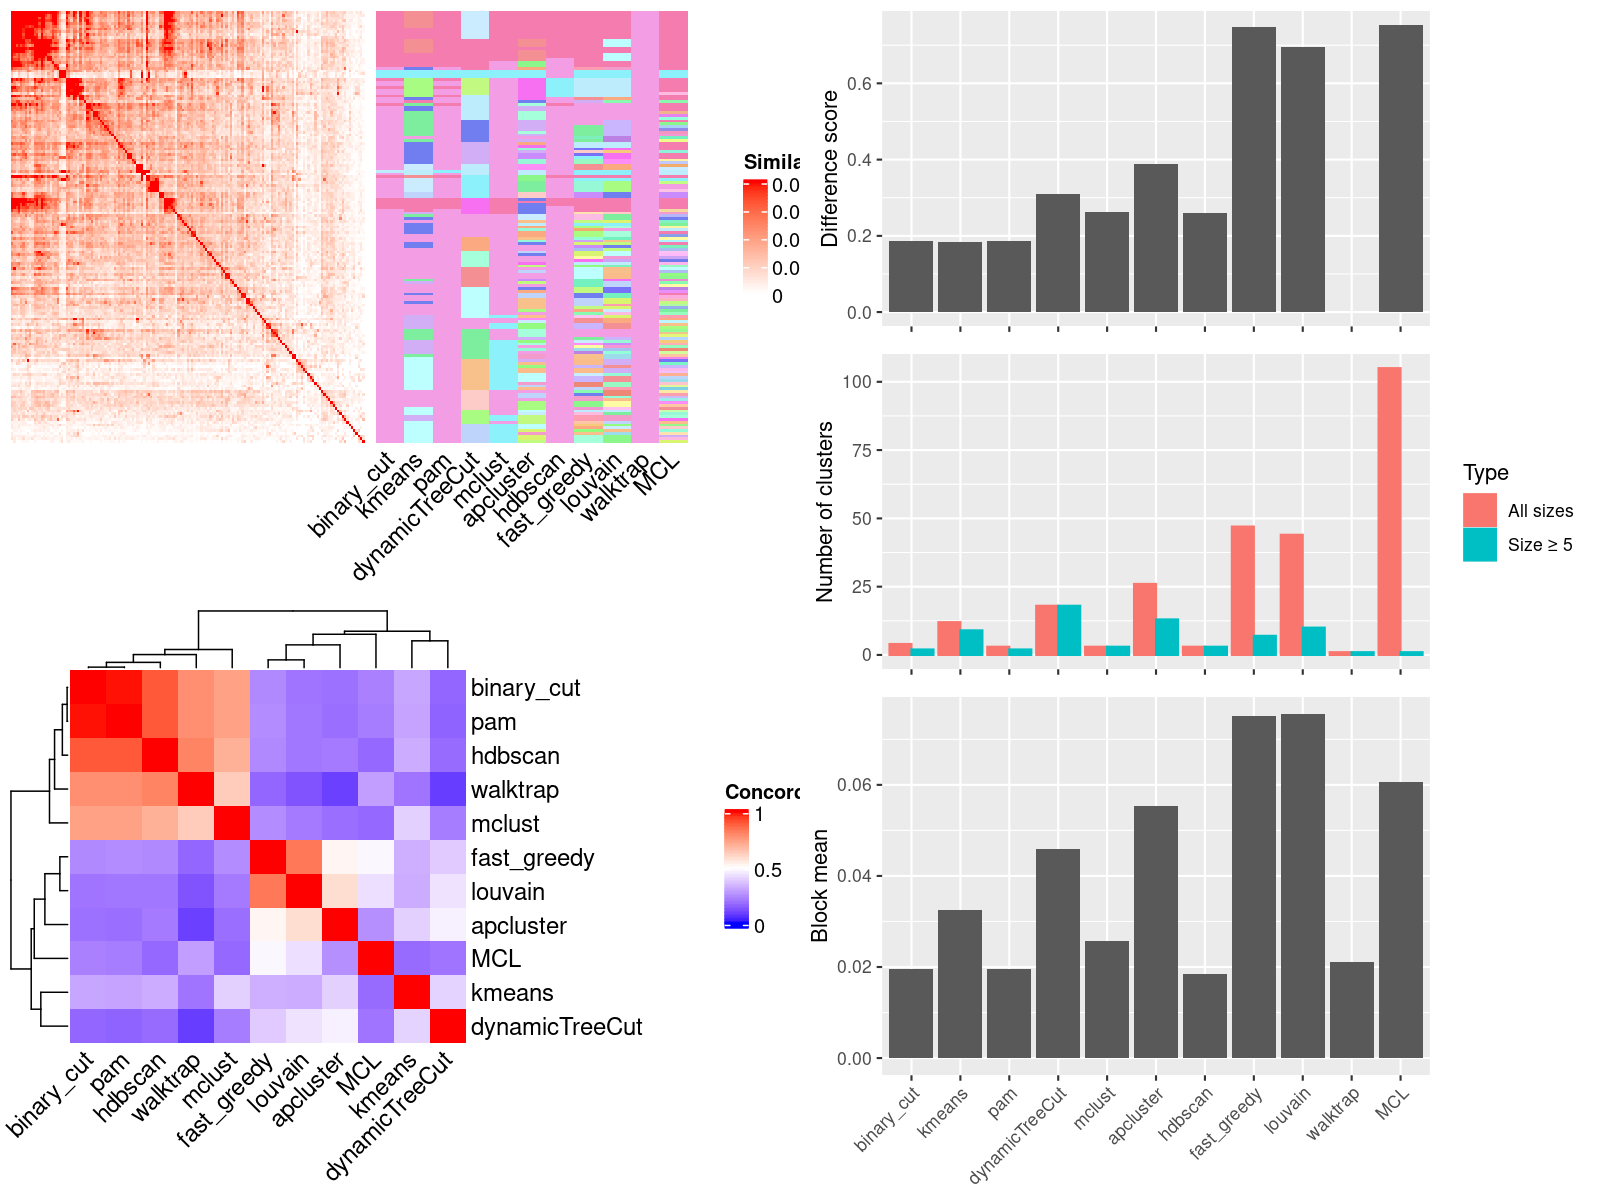 Simila
0.0
0.0
0.0
0.0
0
binary_cut
kmeans
pam
dynamicTreeCut
mclust
apcluster
hdbscan
fast_greedy
louvain
walktrap
MCL
binary_cut
pam
hdbscan
walktrap
mclust
fast_greedy
louvain
apcluster
MCL
kmeans
dynamicTreeCut
Concord
1
0.5
0
binary_cut
pam
hdbscan
walktrap
mclust
fast_greedy
louvain
apcluster
MCL
kmeans
dynamicTreeCut
Difference score
0.6
0.4
0.2
0.0
Number of clusters
100
75
50
25
0
Type
All sizes
Size ≥ 5
Block mean
0.06
0.04
0.02
0.00
binary_cut
kmeans
pam
dynamicTreeCut
mclust
apcluster
hdbscan
fast_greedy
louvain
walktrap
MCL